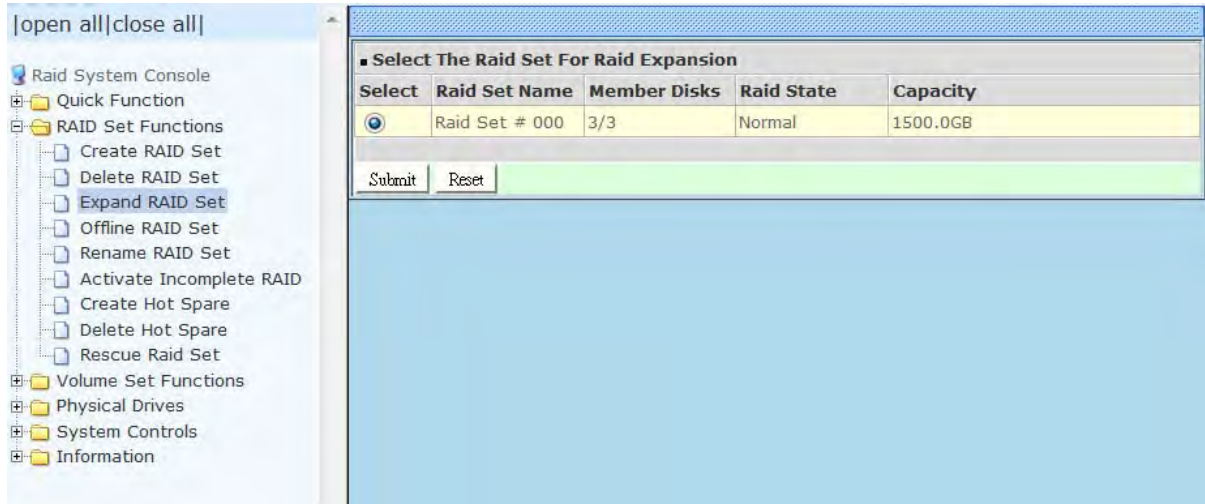 |open all|close all|
Raid System Console
Quick Function
RAID Set Functions
Create RAID Set
Delete RAID Set
Expand RAID Set
Offline RAID Set
Rename RAID Set
Activate Incomplete RAID
Create Hot Spare
Delete Hot Spare
Rescue Raid Set
Volume Set Functions
Physical Drives
System Controls
Information
Select The Raid Set For Raid Expansion
Select Raid Set Name Member Disks Raid State Capacity
Raid Set # 000 3/3 Normal 1500.0GB
Submit Reset